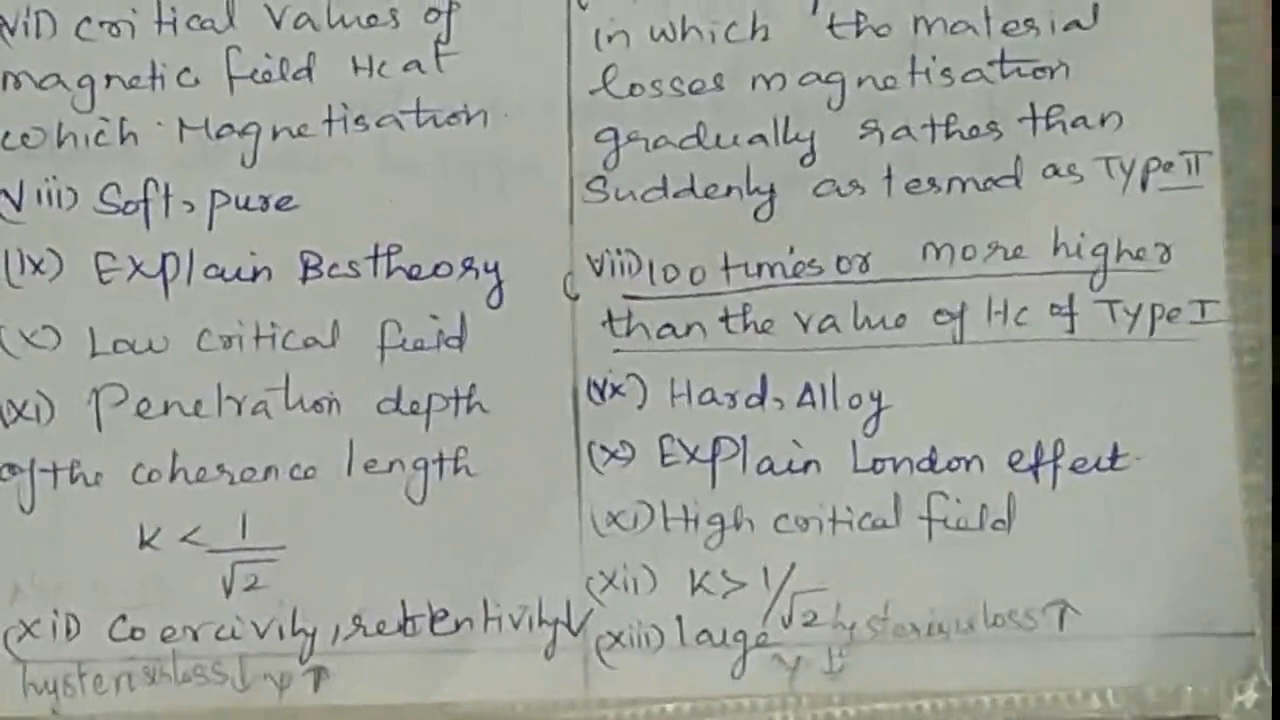 (vii) critical values of
magnetic field Hc at
which Magnetisation
(viii) Soft, pure
(ix) Explain Bcs theory
(x) Low critical field
(xi) Penetration depth
of the coherence length
K < 1/√2
(xii) Coercivity, retentivity ↓
hysterisis loss ↓ ↑
in which the material
losses magnetisation
gradually rather than
Suddenly as termed as Type II
viii) 100 times or more higher
than the value of Hc of Type I
(vx) Hard, Alloy
(x) Explain London effect
(xi) High critical field
(xii) K > 1/√2
(xiii) large hysterisis loss ↑